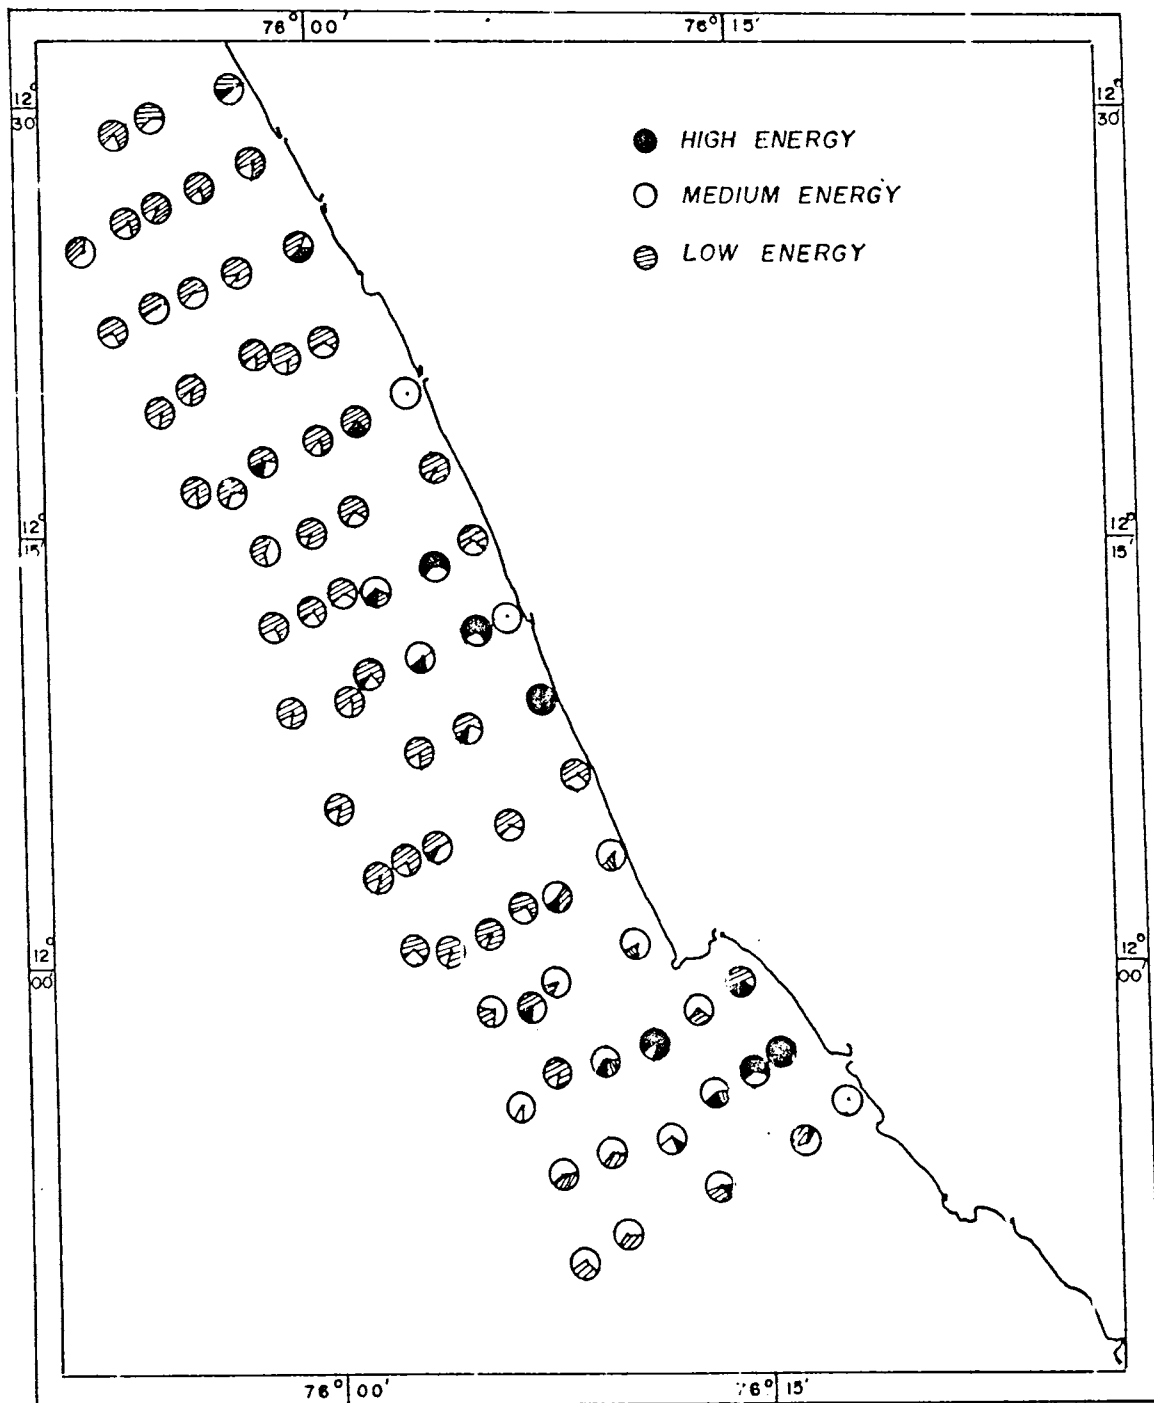 76° 00′ 76° 15′
12° 30′ 12° 30′
HIGH ENERGY
MEDIUM ENERGY
LOW ENERGY
12° 15′ 12° 15′
12° 00′ 12° 00′
76° 00′ 76° 15′